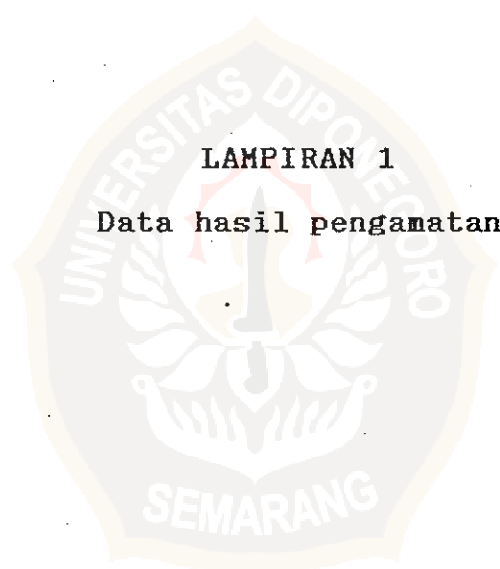 LAMPIRAN 1
Data hasil pengamatan
UNIVERSITAS DIPONEGORO
SEMARANG